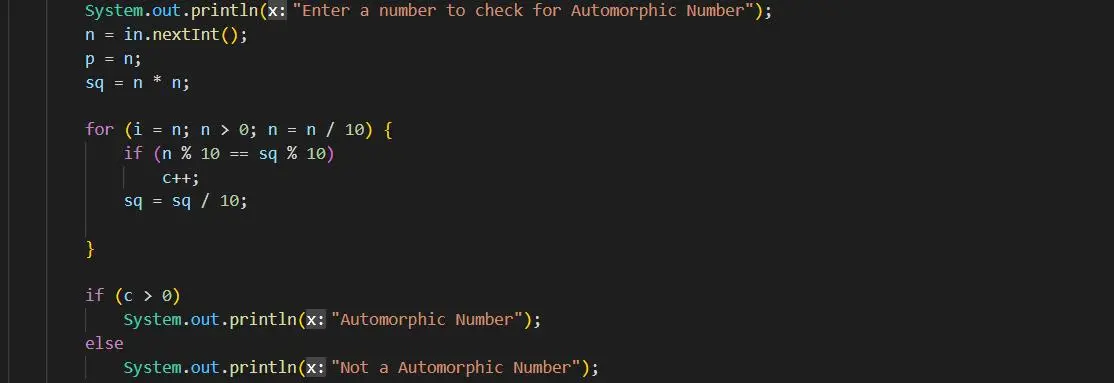 System.out.println(x: "Enter a number to check for Automorphic Number");
n = in.nextInt();
p = n;
sq = n * n;
for (i = n; n > 0; n = n / 10) {
if (n % 10 == sq % 10)
c++;
sq = sq / 10;
}
if (c > 0)
System.out.println(x: "Automorphic Number");
else
System.out.println(x: "Not a Automorphic Number");